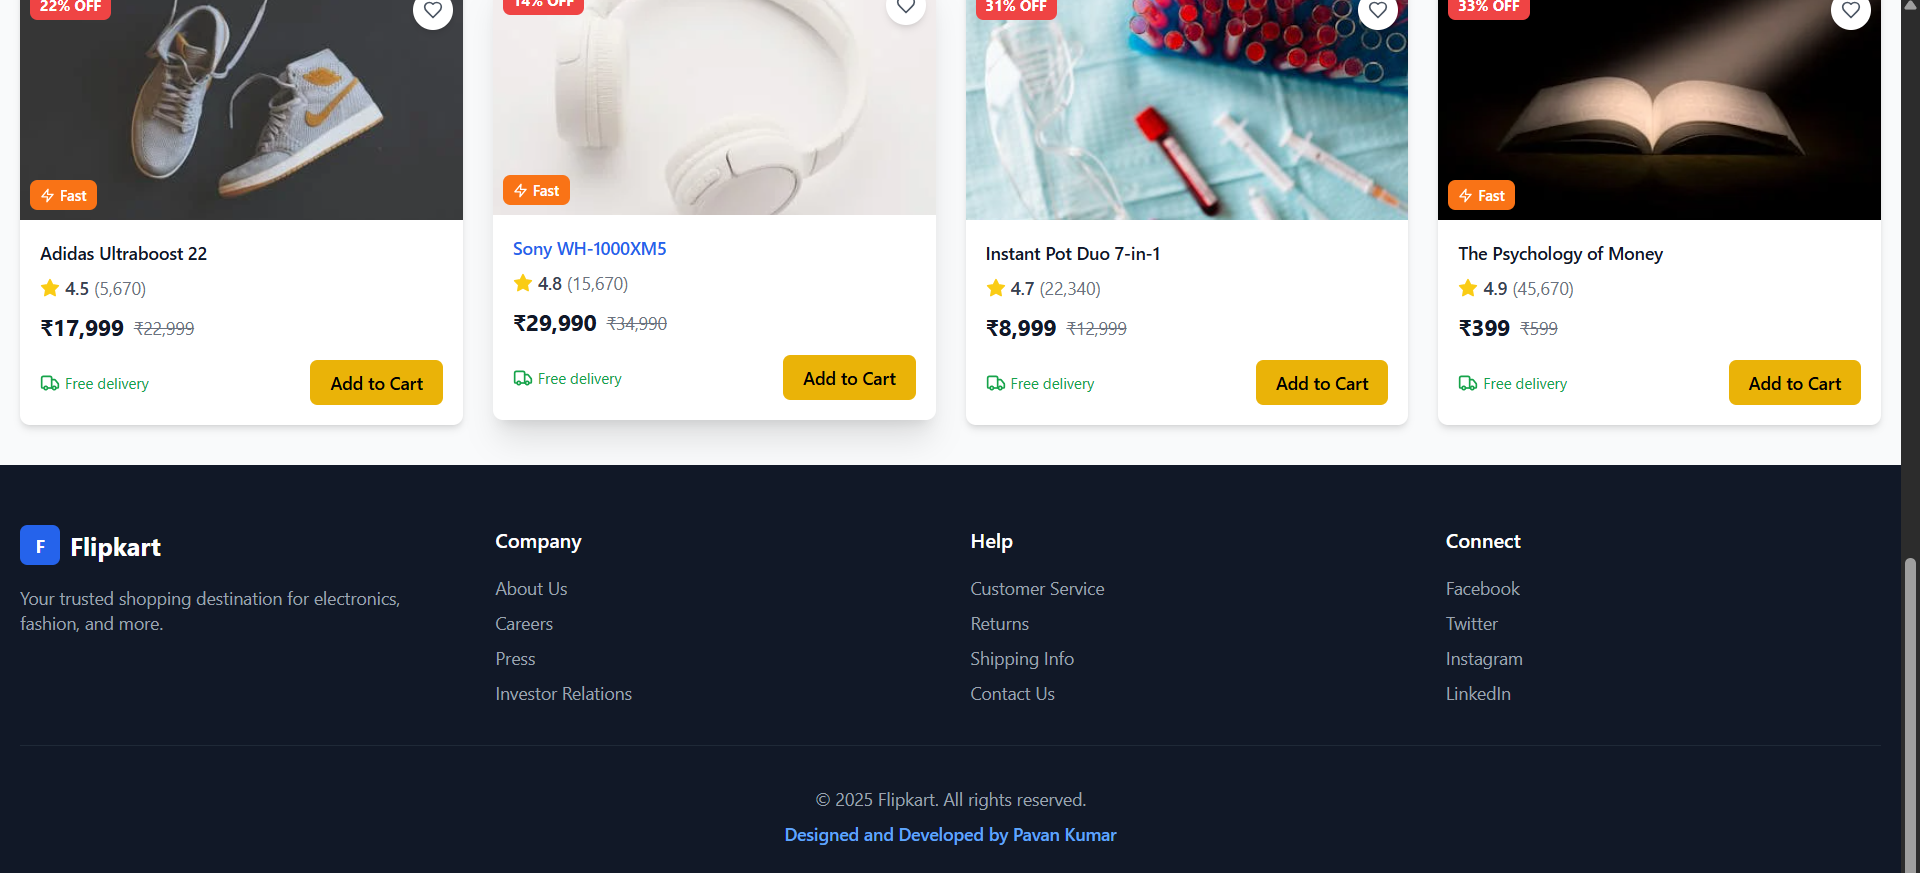 22% OFF
14% OFF
31% OFF
33% OFF
Fast
Fast
Fast
Adidas Ultraboost 22
4.5 (5,670)
₹17,999 ₹22,999
Free delivery
Add to Cart
Sony WH-1000XM5
4.8 (15,670)
₹29,990 ₹34,990
Free delivery
Add to Cart
Instant Pot Duo 7-in-1
4.7 (22,340)
₹8,999 ₹12,999
Free delivery
Add to Cart
The Psychology of Money
4.9 (45,670)
₹399 ₹599
Free delivery
Add to Cart
F Flipkart
Your trusted shopping destination for electronics,
fashion, and more.
Company
About Us
Careers
Press
Investor Relations
Help
Customer Service
Returns
Shipping Info
Contact Us
Connect
Facebook
Twitter
Instagram
LinkedIn
© 2025 Flipkart. All rights reserved.
Designed and Developed by Pavan Kumar